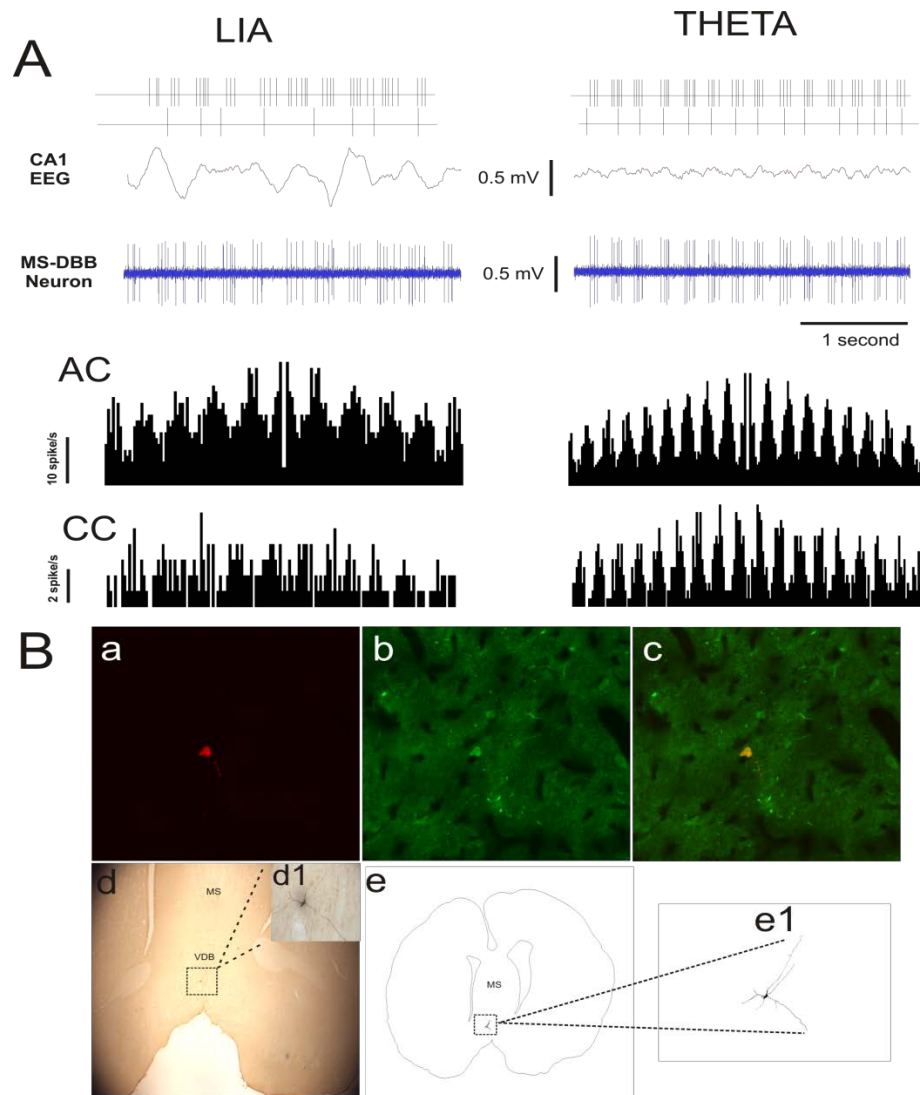 LIA
THETA
A
CA1
EEG
0.5 mV
MS-DBB
Neuron
0.5 mV
1 second
AC
10 spike/s
CC
2 spike/s
B
a
b
c
d
MS
VDB
d1
e
MS
e1